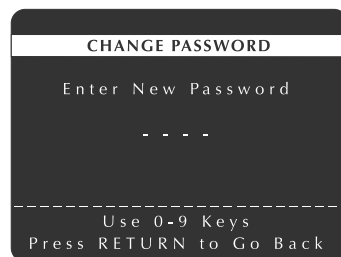 CHANGE PASSWORD
Enter New Password
- - - -
Use 0-9 Keys
Press RETURN to Go Back